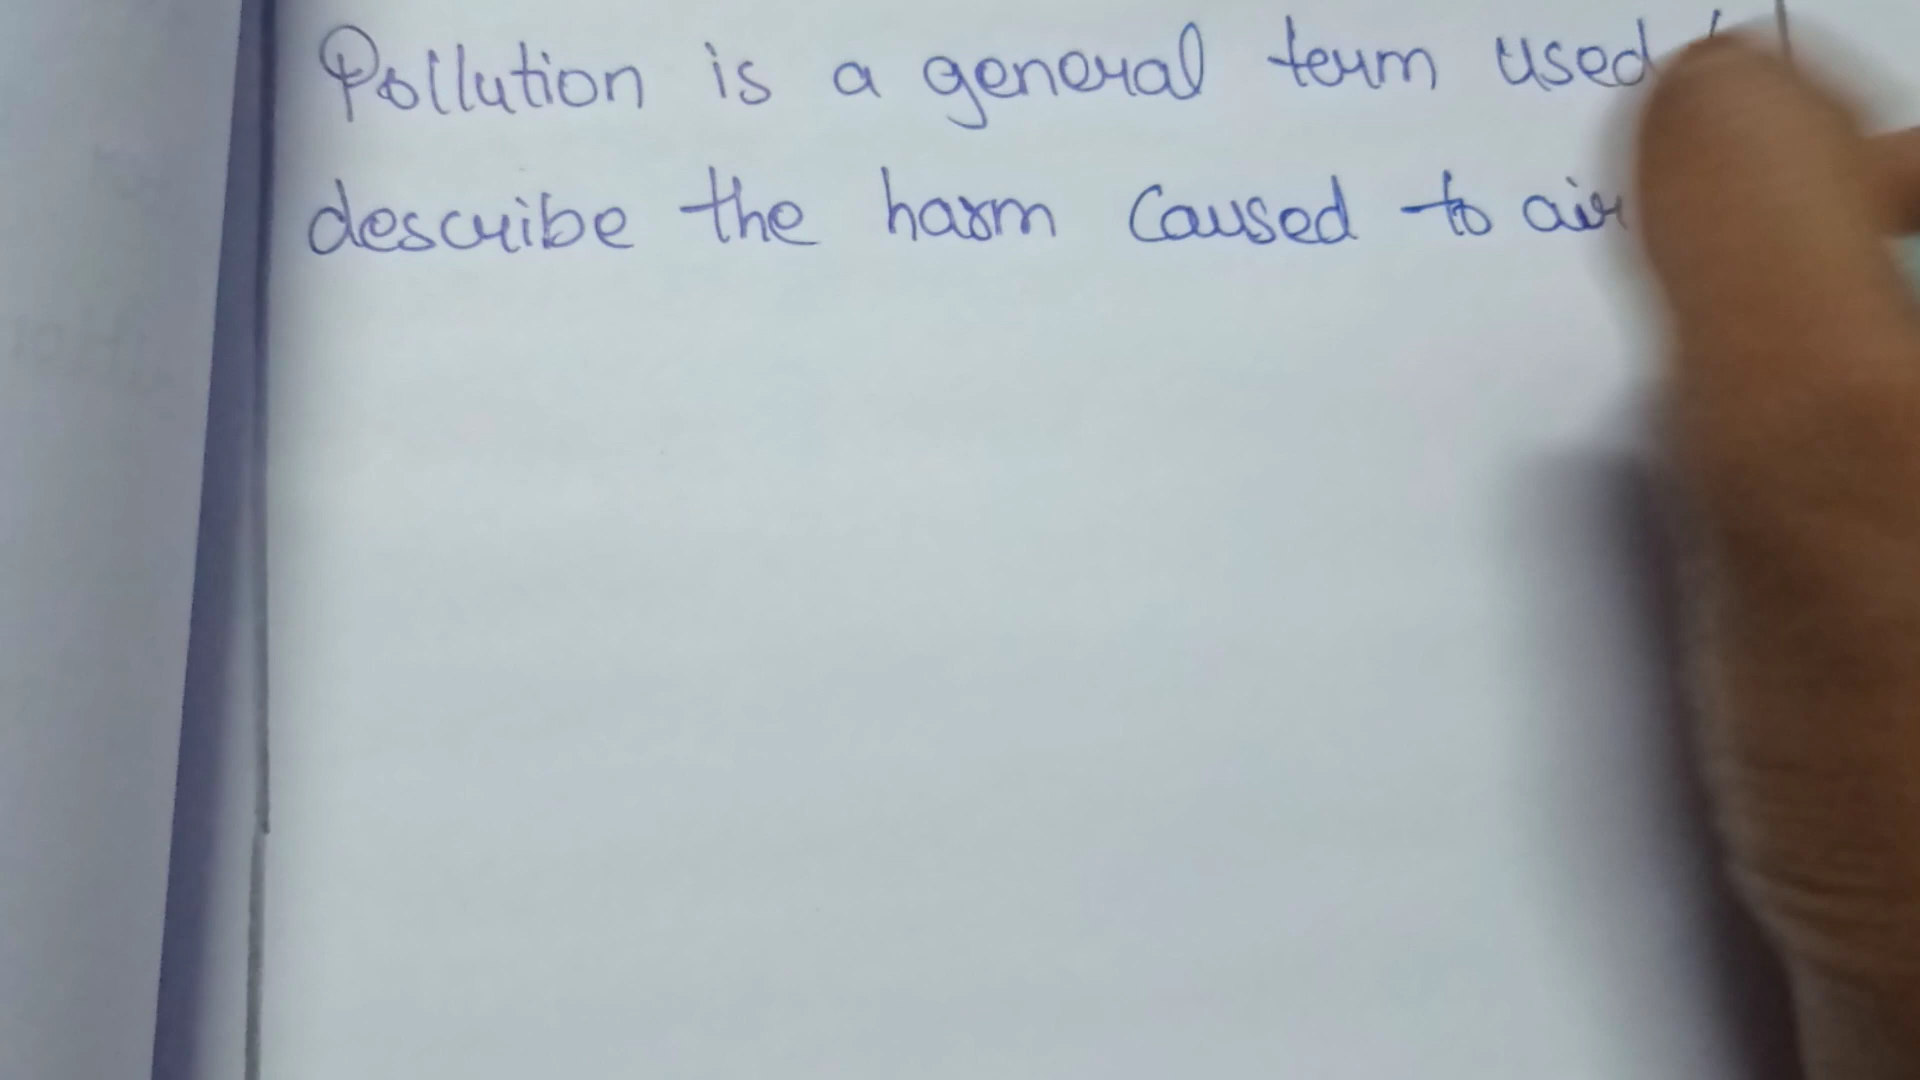 Pollution is a general term used
describe the harm caused to air